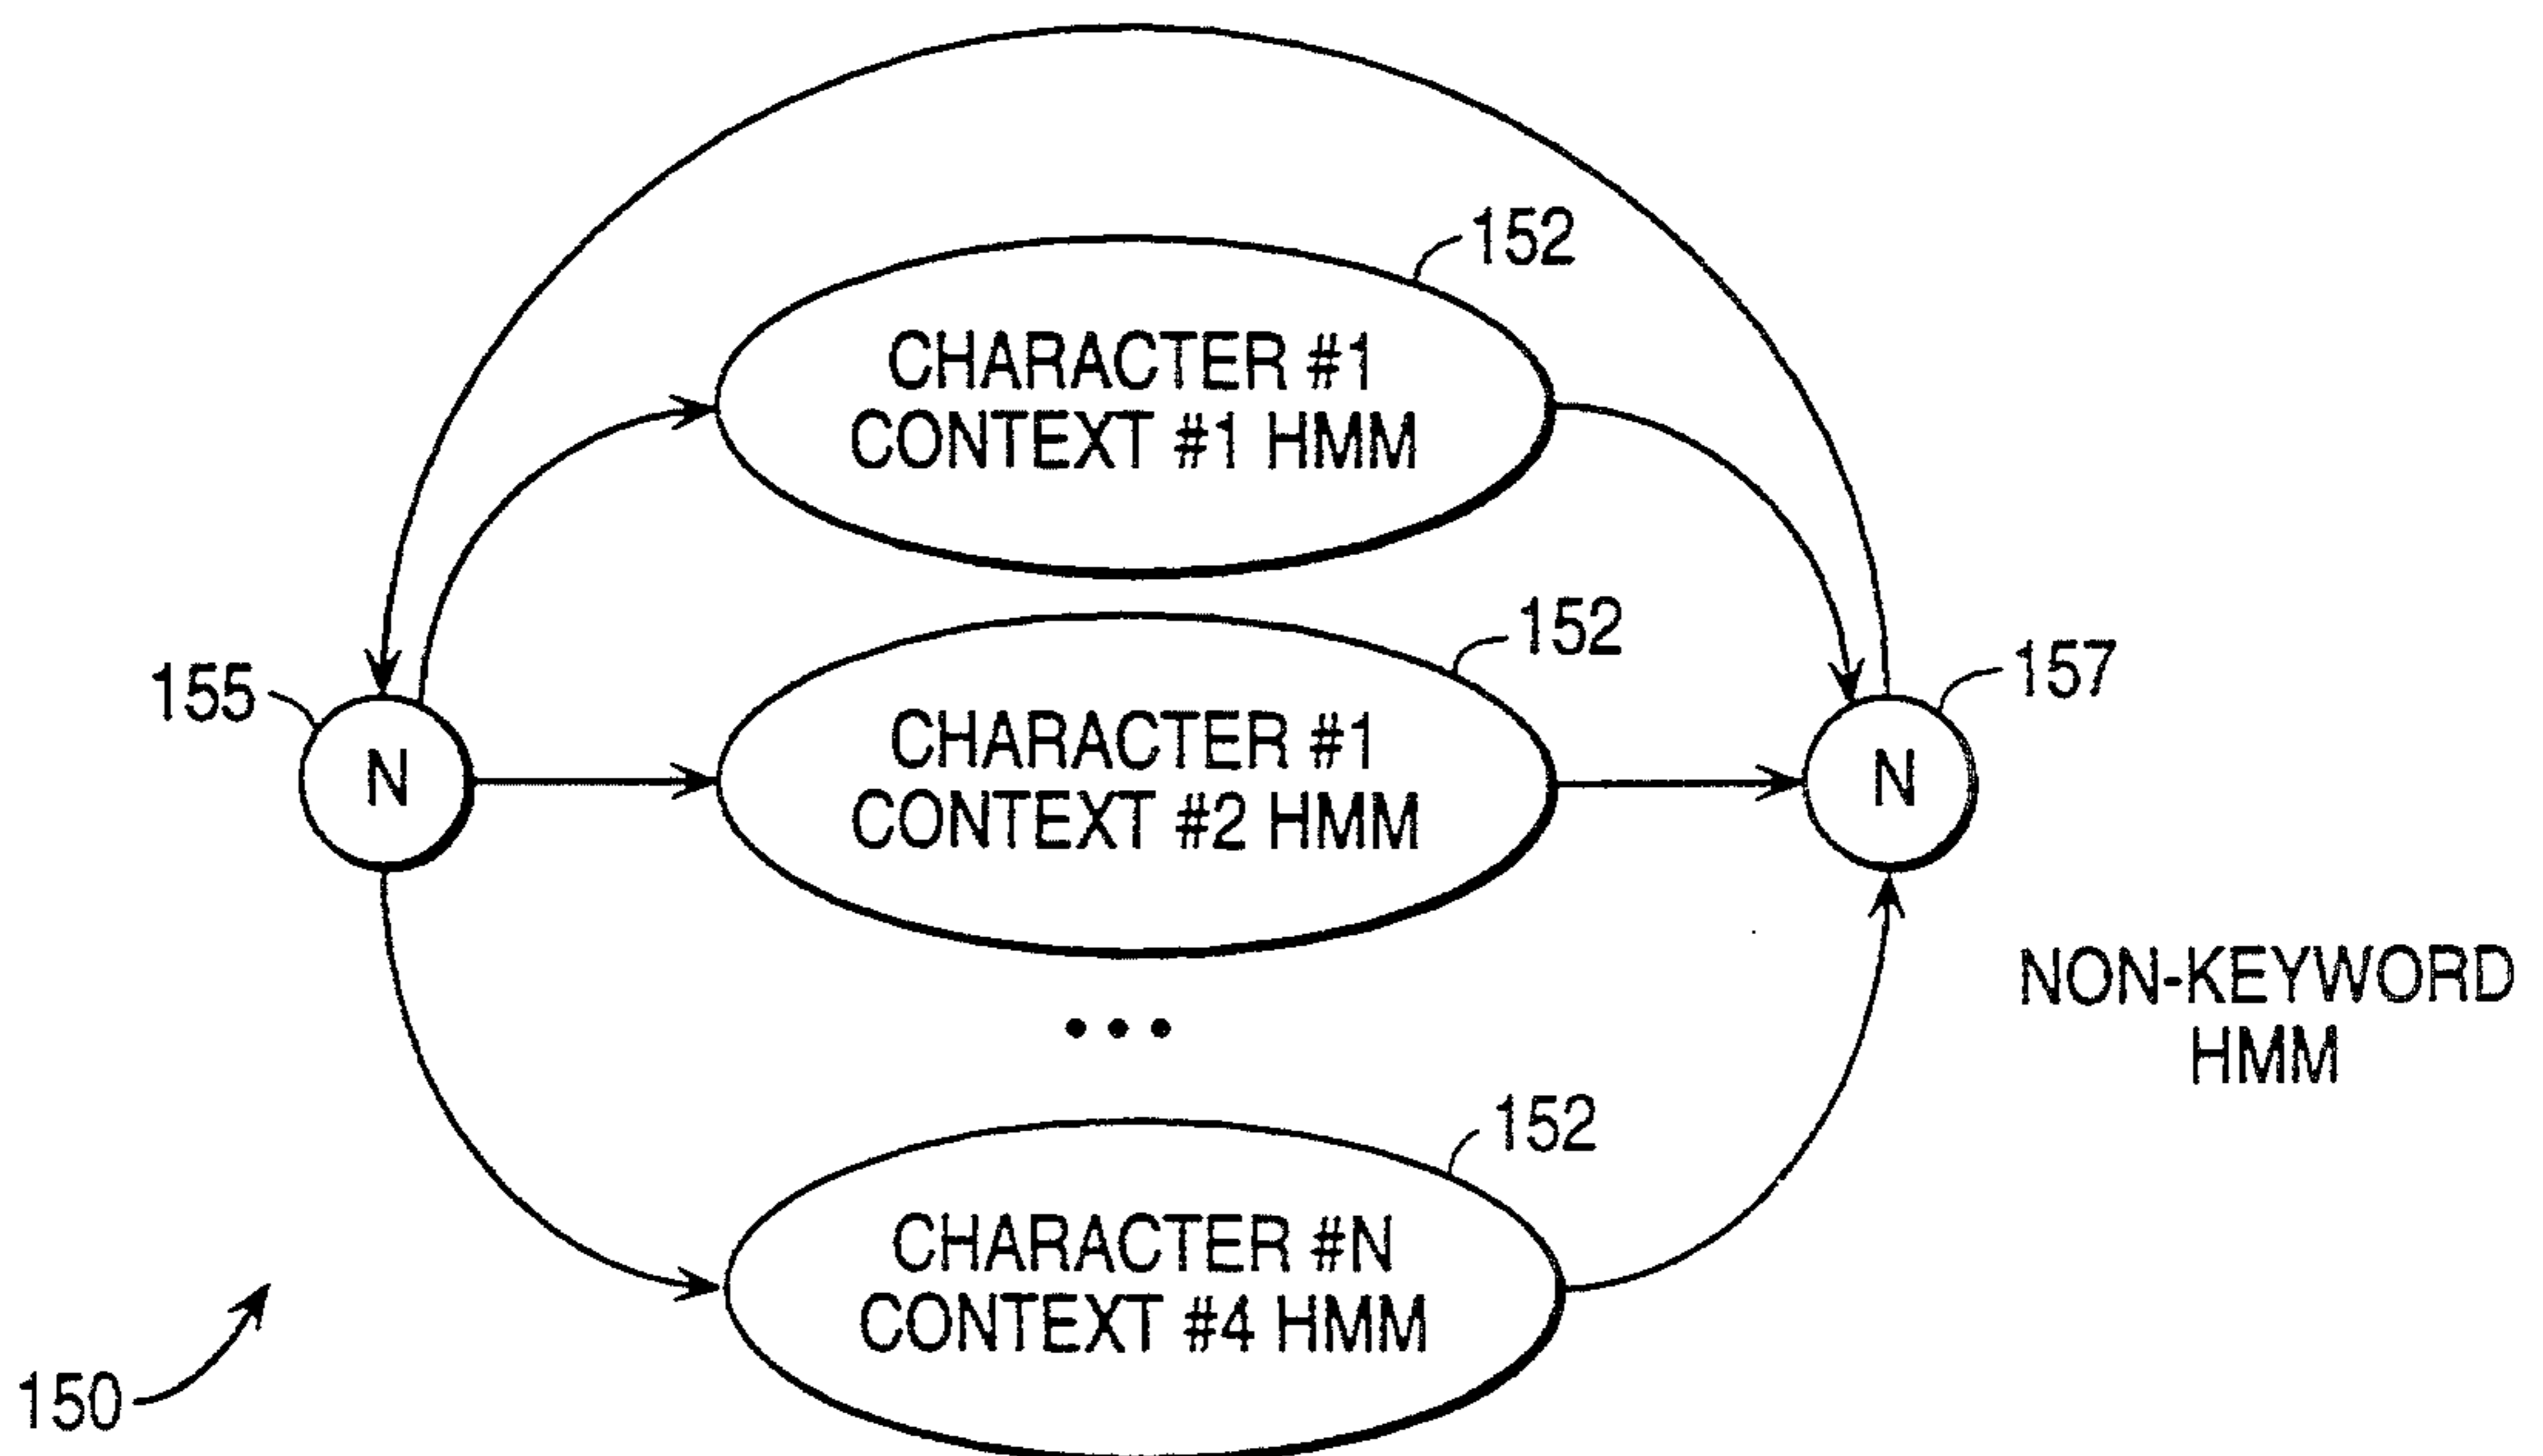 152
CHARACTER #1
CONTEXT #1 HMM
152
155
157
N
CHARACTER #1
CONTEXT #2 HMM
N
NON-KEYWORD
HMM
152
CHARACTER #N
CONTEXT #4 HMM
150